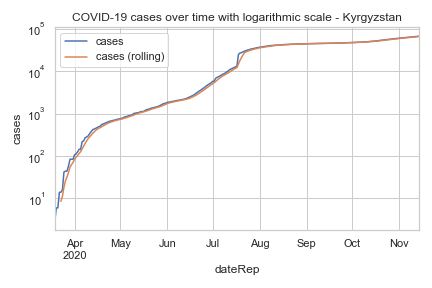 COVID-19 cases over time with logarithmic scale - Kyrgyzstan
cases
cases (rolling)
10^5
10^4
10^3
10^2
10^1
cases
Apr May Jun Jul Aug Sep Oct Nov
2020
dateRep